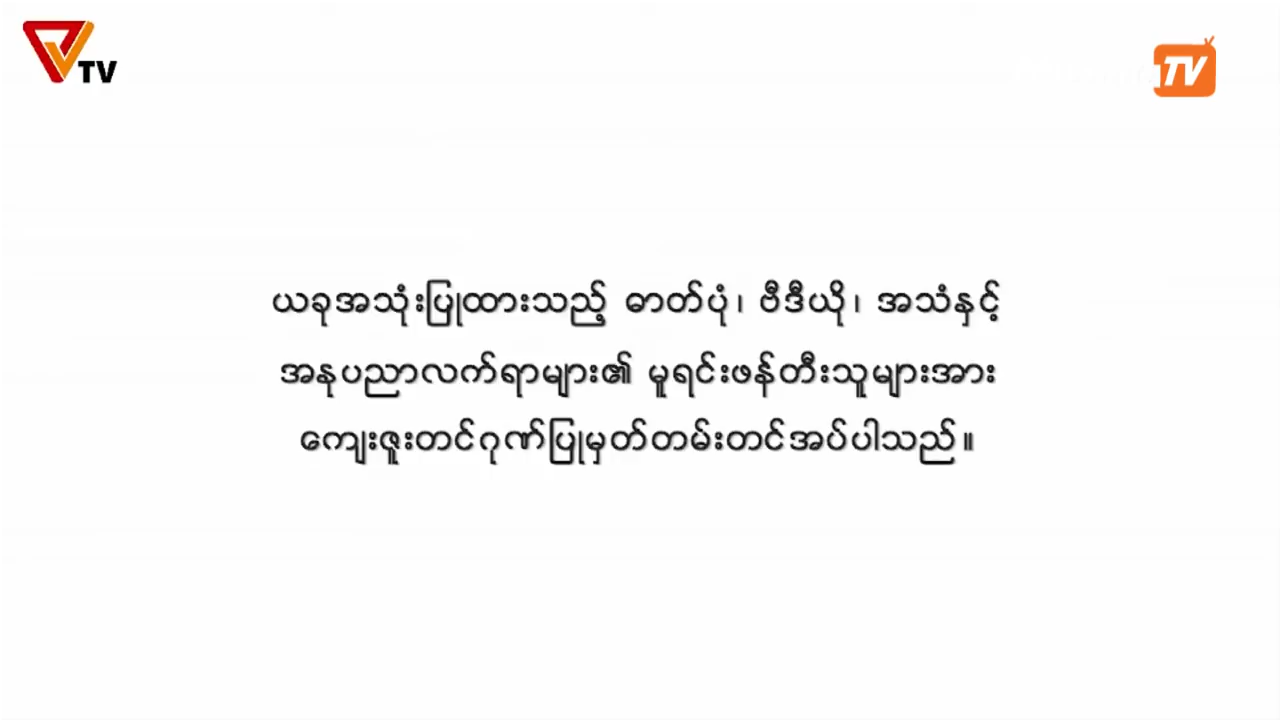 TV
TV
ယခုအသုံးပြုထားသည့် ဓာတ်ပုံ၊ ဗီဒီယို၊ အသံနှင့်
အနုပညာလက်ရာများ၏ မူရင်းဖန်တီးသူများအား
ကျေးဇူးတင်ဂုဏ်ပြုမှတ်တမ်းတင်အပ်ပါသည်။